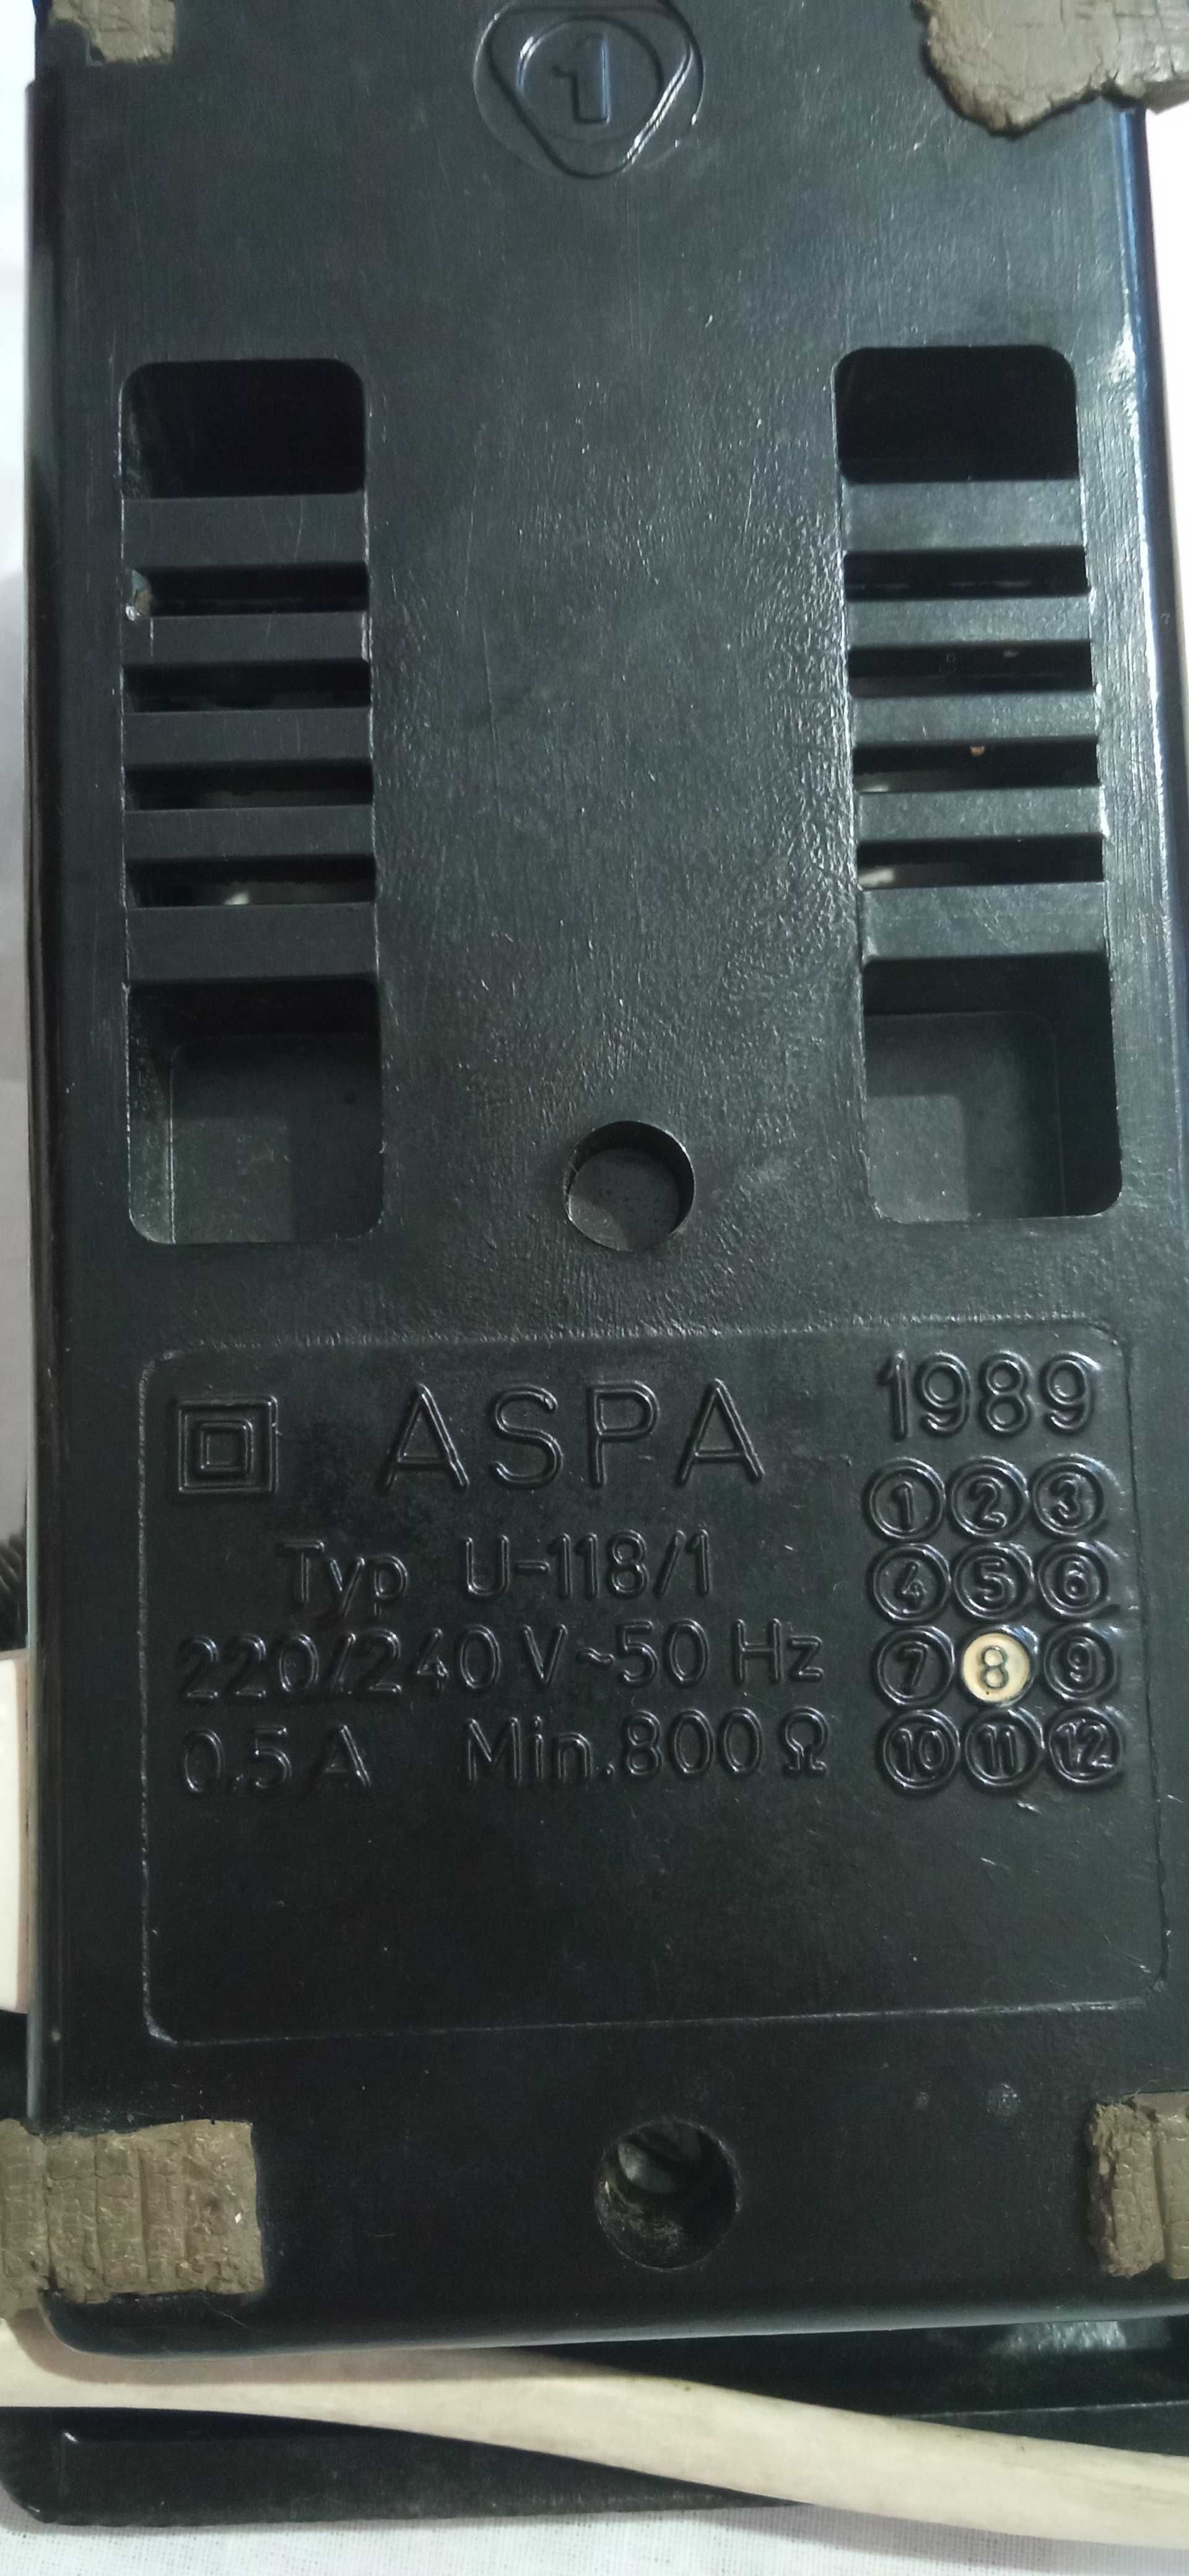 1
ASPA 1989
1 2 3
Typ U-118/1
4 5 6
220/240 V~50 Hz
7 8 9
0.5 A Min.800 Ω
10 11 12